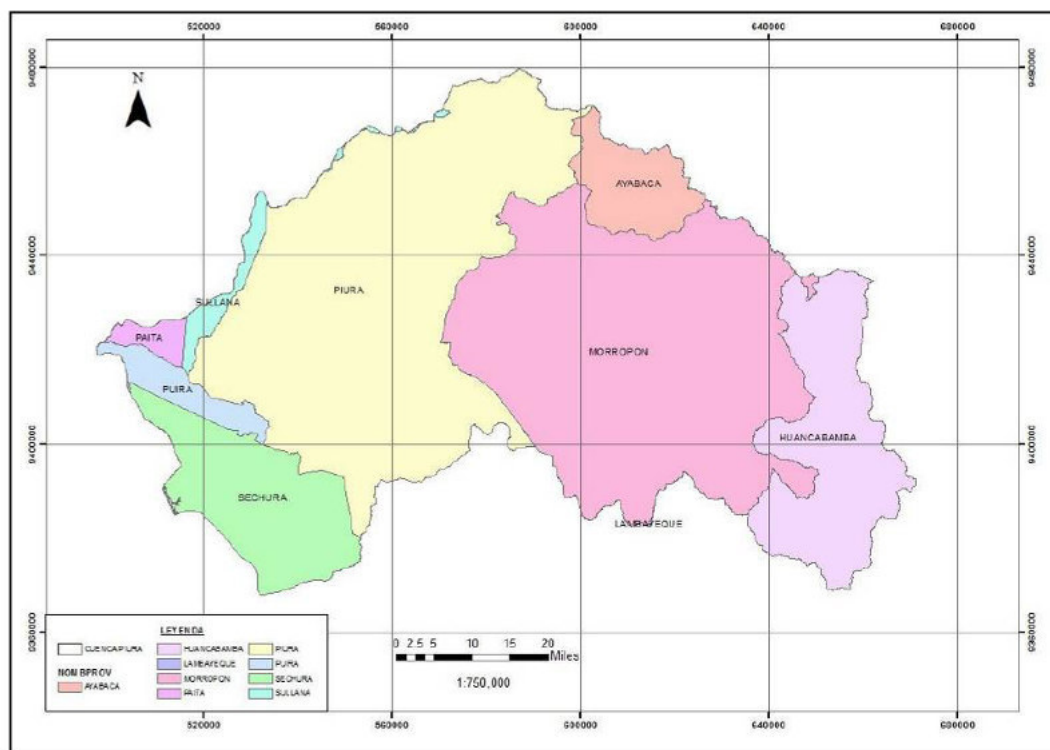 520000 560000 600000 640000 680000
9480000 9480000
N
AYABACA
9440000 9440000
PIURA
SULLANA
PAITA
MORROPON
PUIRA
9400000 HUANCABAMBA 9400000
SECHURA
LAMBAYEQUE
LEYENDA
CUENCAPIURA HUANCABAMBA PIURA
LAMBAYEQUE PUIRA
NOMBPROV MORROPON SECHURA
AYABACA PAITA SULLANA
9360000 9360000
0 2.5 5 10 15 20
Miles
1:750,000
520000 560000 600000 640000 680000